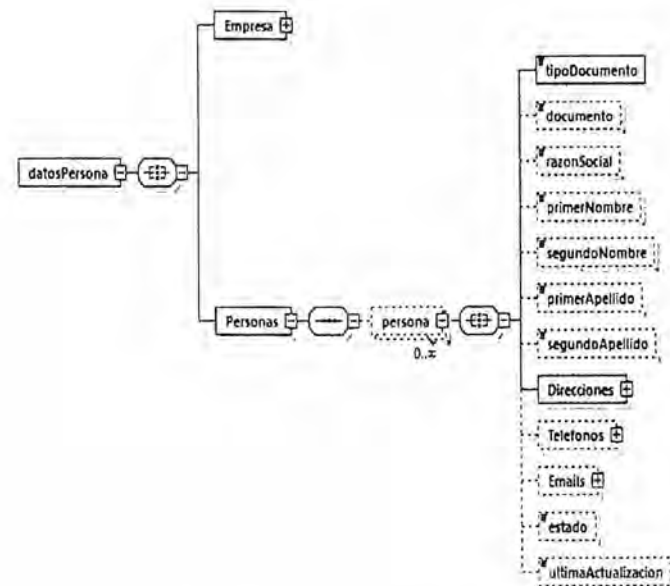 Empresa
tipoDocumento
documento
razonSocial
datosPersona
primerNombre
segundoNombre
primerApellido
Personas
persona
segundoApellido
0..∞
Direcciones
Telefonos
Emails
estado
ultimaActualizacion